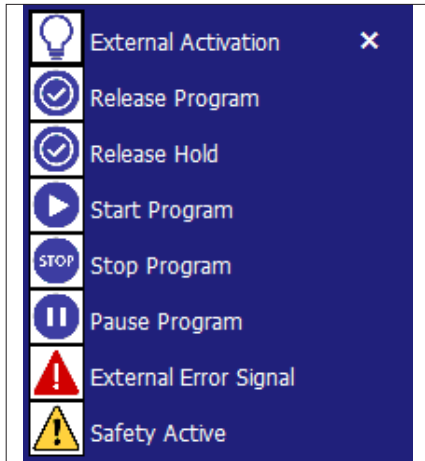 External Activation ×
Release Program
Release Hold
Start Program
STOP Stop Program
Pause Program
External Error Signal
Safety Active